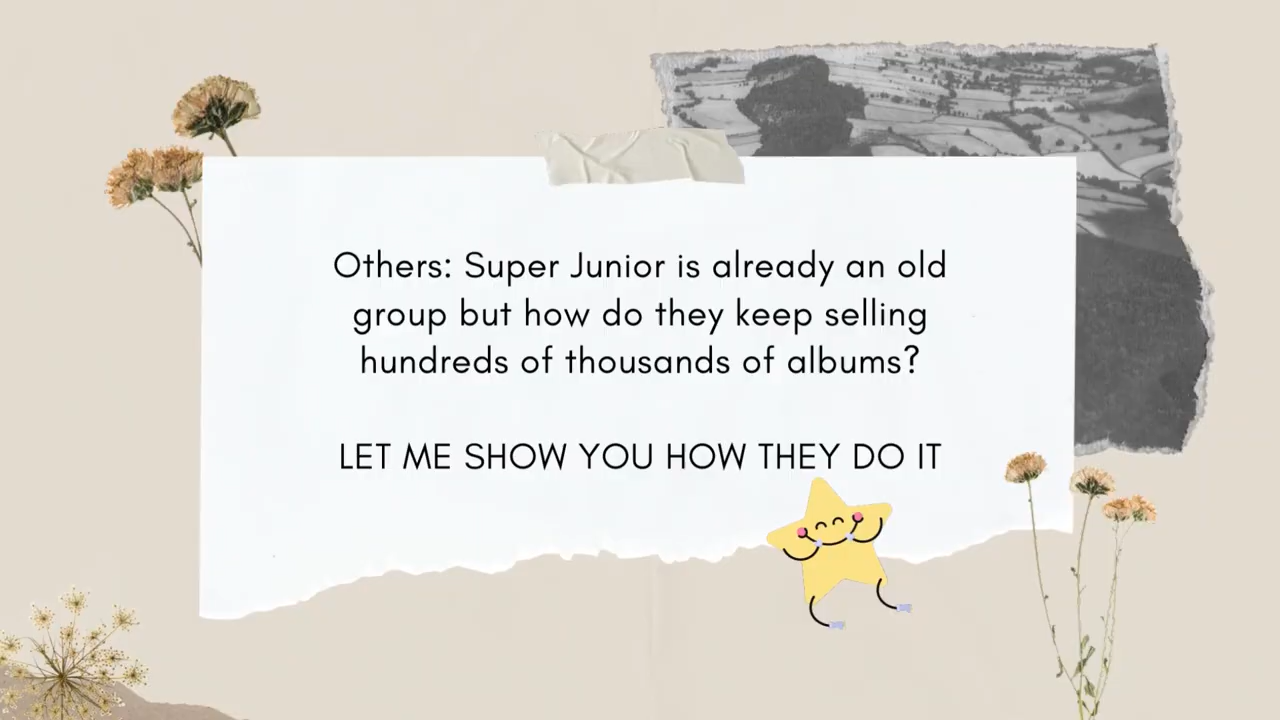 Others: Super Junior is already an old
group but how do they keep selling
hundreds of thousands of albums?
LET ME SHOW YOU HOW THEY DO IT